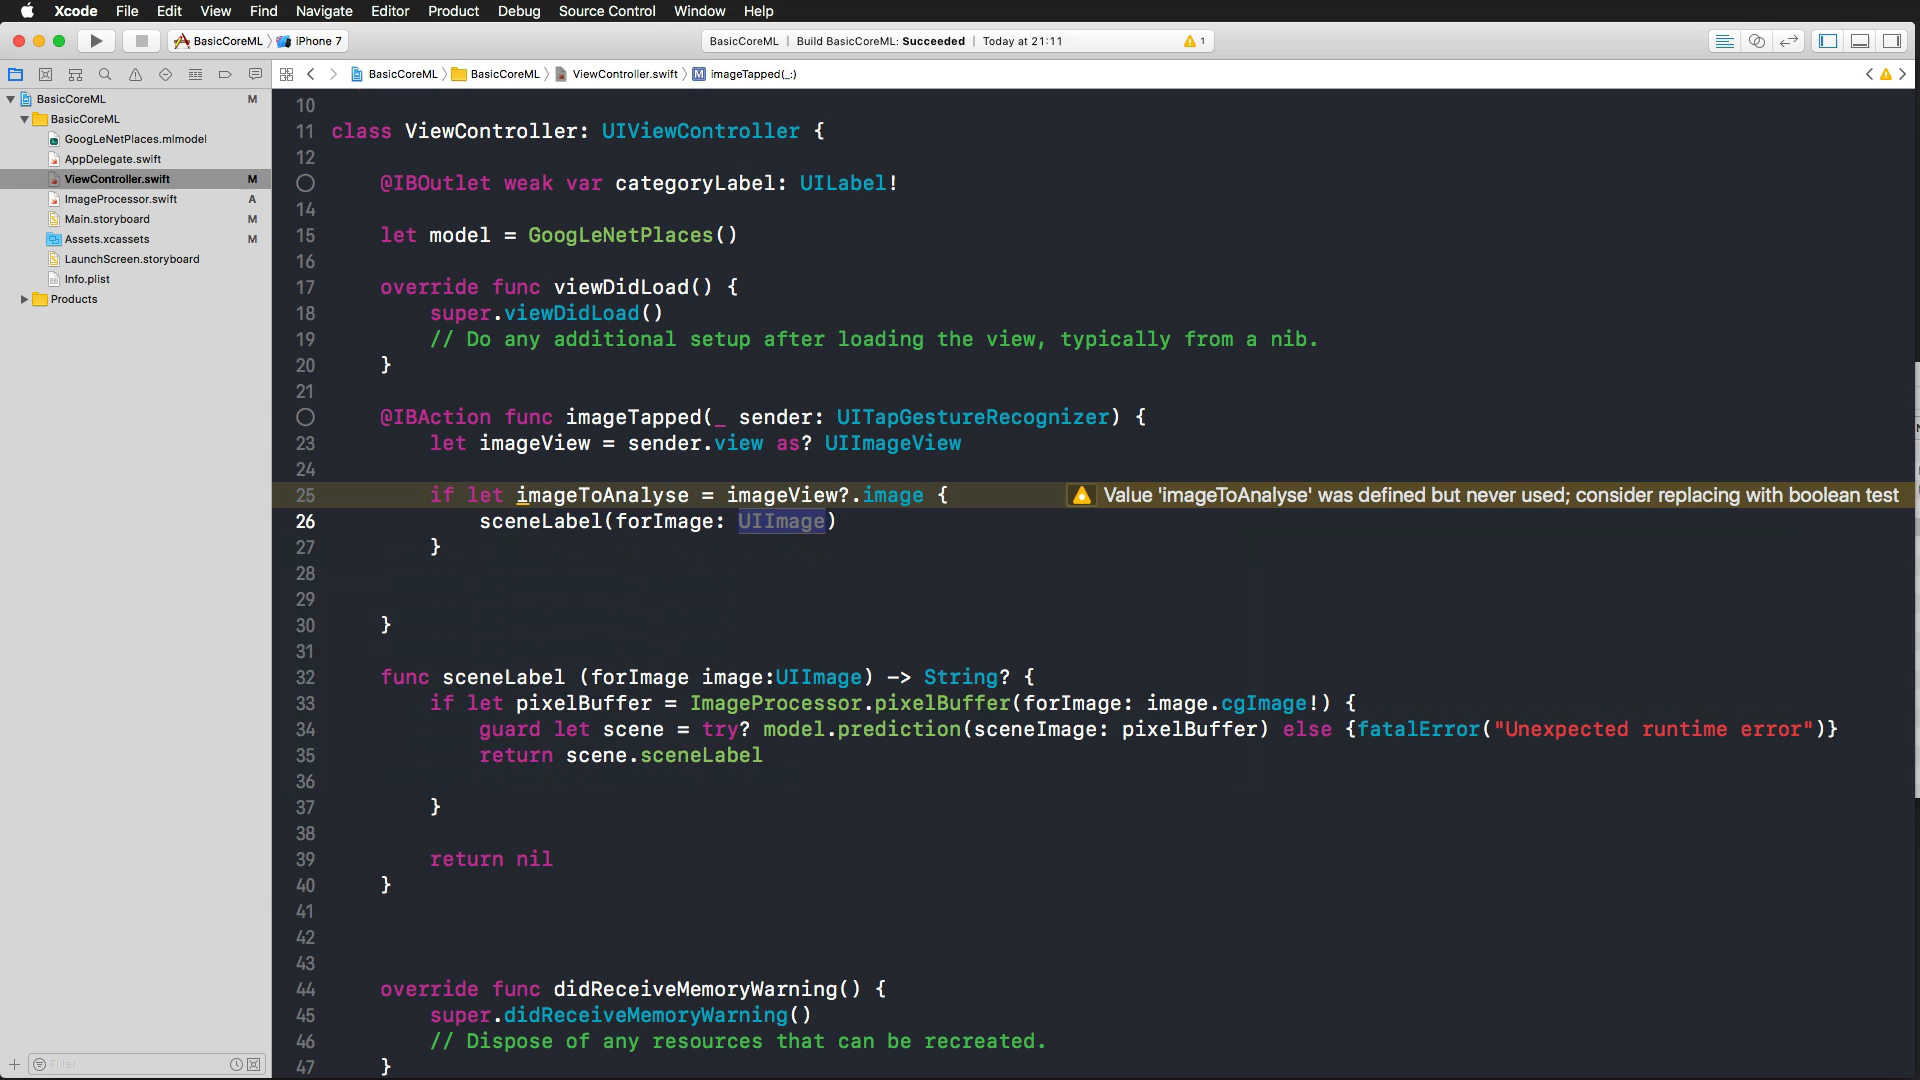 Xcode File Edit View Find Navigate Editor Product Debug Source Control Window Help
BasicCoreML iPhone 7 BasicCoreML | Build BasicCoreML: Succeeded | Today at 21:11 1
BasicCoreML BasicCoreML ViewController.swift M imageTapped(_:)
BasicCoreML M
BasicCoreML
GoogLeNetPlaces.mlmodel
AppDelegate.swift
ViewController.swift M
ImageProcessor.swift A
Main.storyboard M
Assets.xcassets M
LaunchScreen.storyboard
Info.plist
Products
Filter
10
11 class ViewController: UIViewController {
12
@IBOutlet weak var categoryLabel: UILabel!
14
15 let model = GoogLeNetPlaces()
16
17 override func viewDidLoad() {
18 super.viewDidLoad()
19 // Do any additional setup after loading the view, typically from a nib.
20 }
21
@IBAction func imageTapped(_ sender: UITapGestureRecognizer) {
23 let imageView = sender.view as? UIImageView
24
25 if let imageToAnalyse = imageView?.image { Value 'imageToAnalyse' was defined but never used; consider replacing with boolean test
26 sceneLabel(forImage: UIImage)
27 }
28
29
30 }
31
32 func sceneLabel (forImage image:UIImage) -> String? {
33 if let pixelBuffer = ImageProcessor.pixelBuffer(forImage: image.cgImage!) {
34 guard let scene = try? model.prediction(sceneImage: pixelBuffer) else {fatalError("Unexpected runtime error")}
35 return scene.sceneLabel
36
37 }
38
39 return nil
40 }
41
42
43
44 override func didReceiveMemoryWarning() {
45 super.didReceiveMemoryWarning()
46 // Dispose of any resources that can be recreated.
47 }